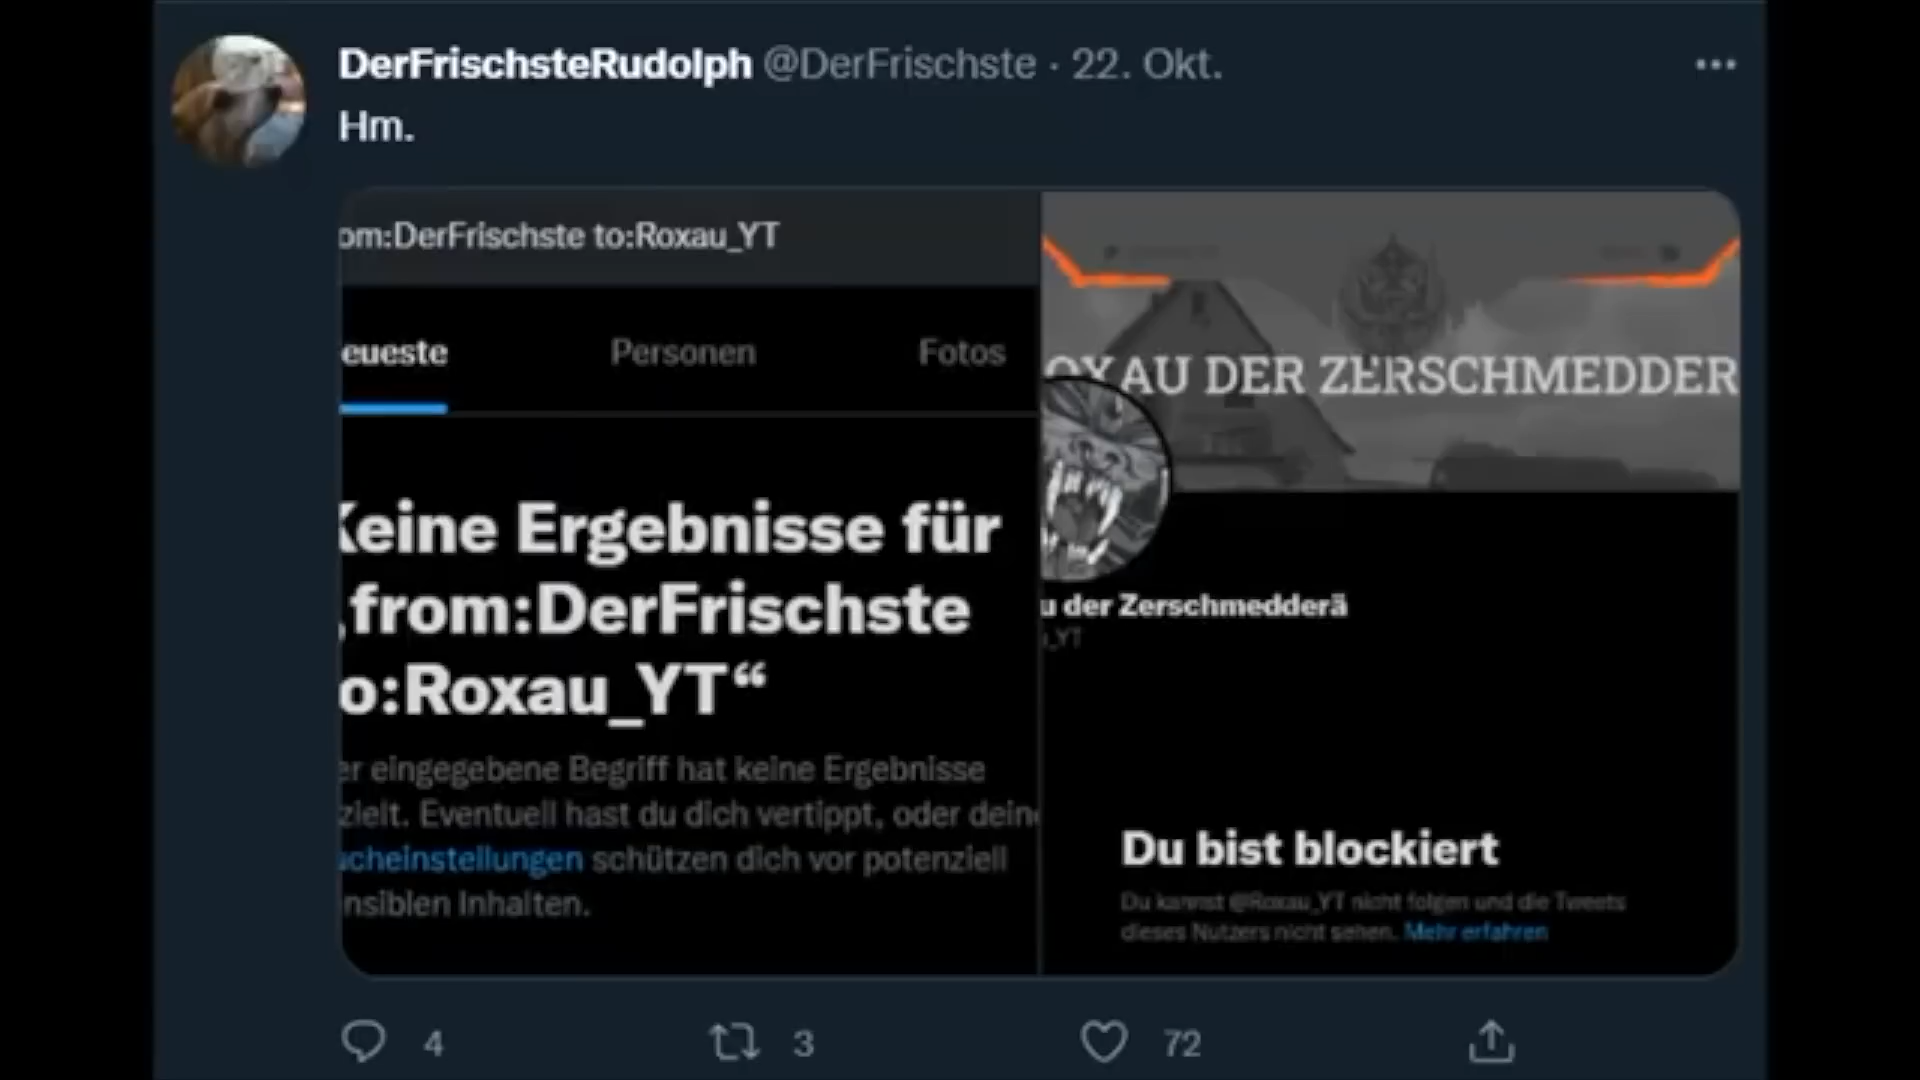 DerFrischsteRudolph @DerFrischste · 22. Okt.
Hm.
om:DerFrischste to:Roxau_YT
eueste Personen Fotos
Keine Ergebnisse für
„from:DerFrischste
o:Roxau_YT“
er eingegebene Begriff hat keine Ergebnisse
zielt. Eventuell hast du dich vertippt, oder deine
ucheinstellungen schützen dich vor potenziell
nsiblen Inhalten.
OXAU DER ZERSCHMEDDER
u der Zerschmedderä
_YT
Du bist blockiert
Du kannst @Roxau_YT nicht folgen und die Tweets
dieses Nutzers nicht sehen. Mehr erfahren
4 3 72